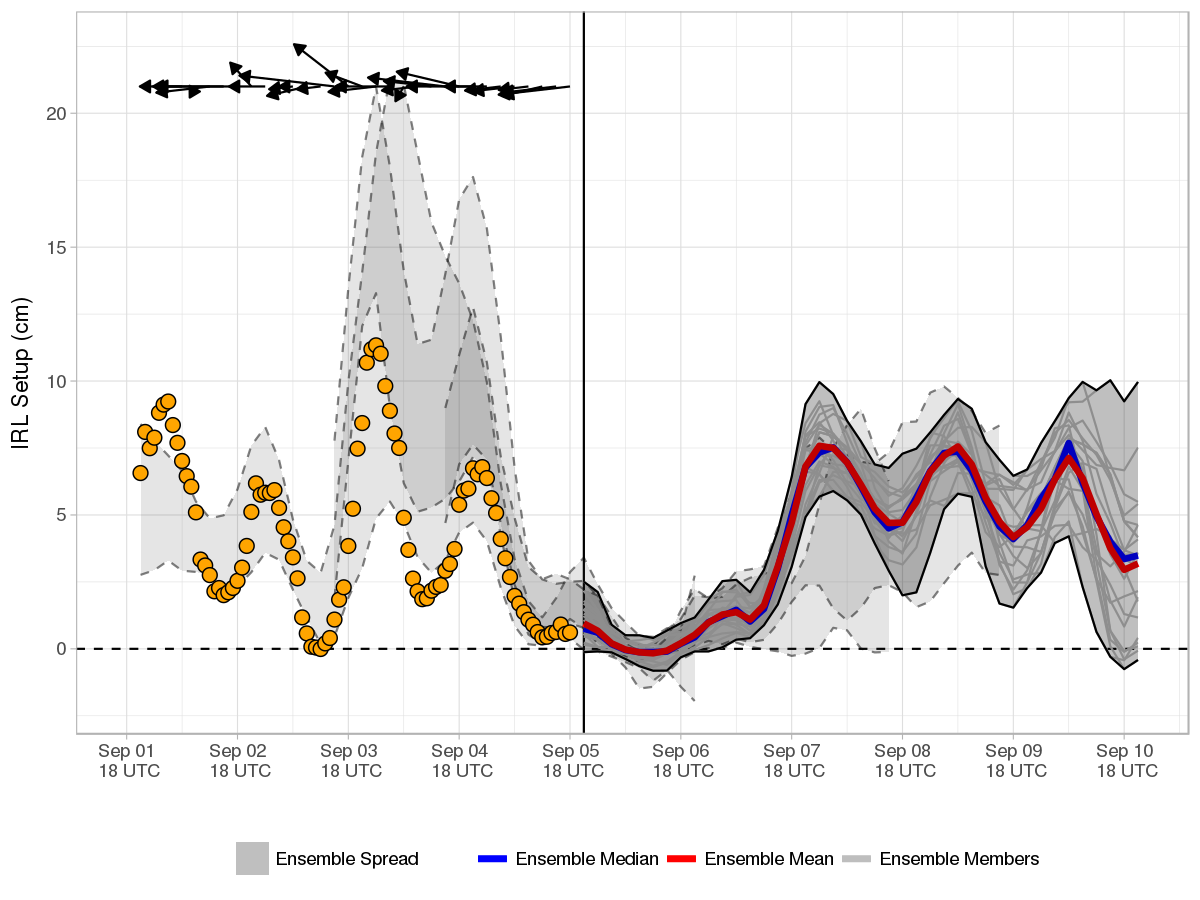 IRL Setup (cm)
20
15
10
5
0
Sep 01 Sep 02 Sep 03 Sep 04 Sep 05 Sep 06 Sep 07 Sep 08 Sep 09 Sep 10
18 UTC 18 UTC 18 UTC 18 UTC 18 UTC 18 UTC 18 UTC 18 UTC 18 UTC 18 UTC
Ensemble Spread Ensemble Median Ensemble Mean Ensemble Members